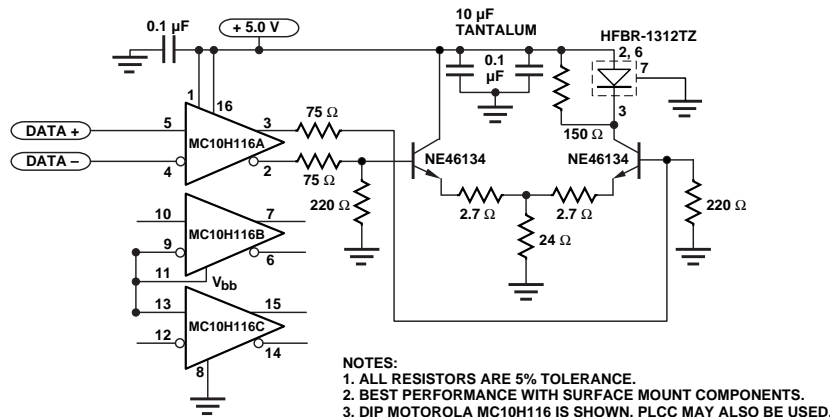 0.1 µF
+ 5.0 V
10 µF
TANTALUM
HFBR-1312TZ
0.1
µF
2, 6
7
1
16
3
DATA +
5
MC10H116A
3
75 Ω
150 Ω
DATA –
4
2
75 Ω
NE46134
NE46134
220 Ω
2.7 Ω
2.7 Ω
220 Ω
24 Ω
10
MC10H116B
7
9
6
11
Vbb
13
MC10H116C
15
12
14
8
NOTES:
1. ALL RESISTORS ARE 5% TOLERANCE.
2. BEST PERFORMANCE WITH SURFACE MOUNT COMPONENTS.
3. DIP MOTOROLA MC10H116 IS SHOWN, PLCC MAY ALSO BE USED.